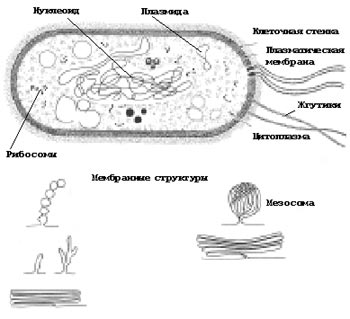 Нуклеоид
Плазмида
Клеточная стенка
Плазматическая
мембрана
Жгутики
Цитоплазма
Рибосомы
Мембранные структуры
Мезосома